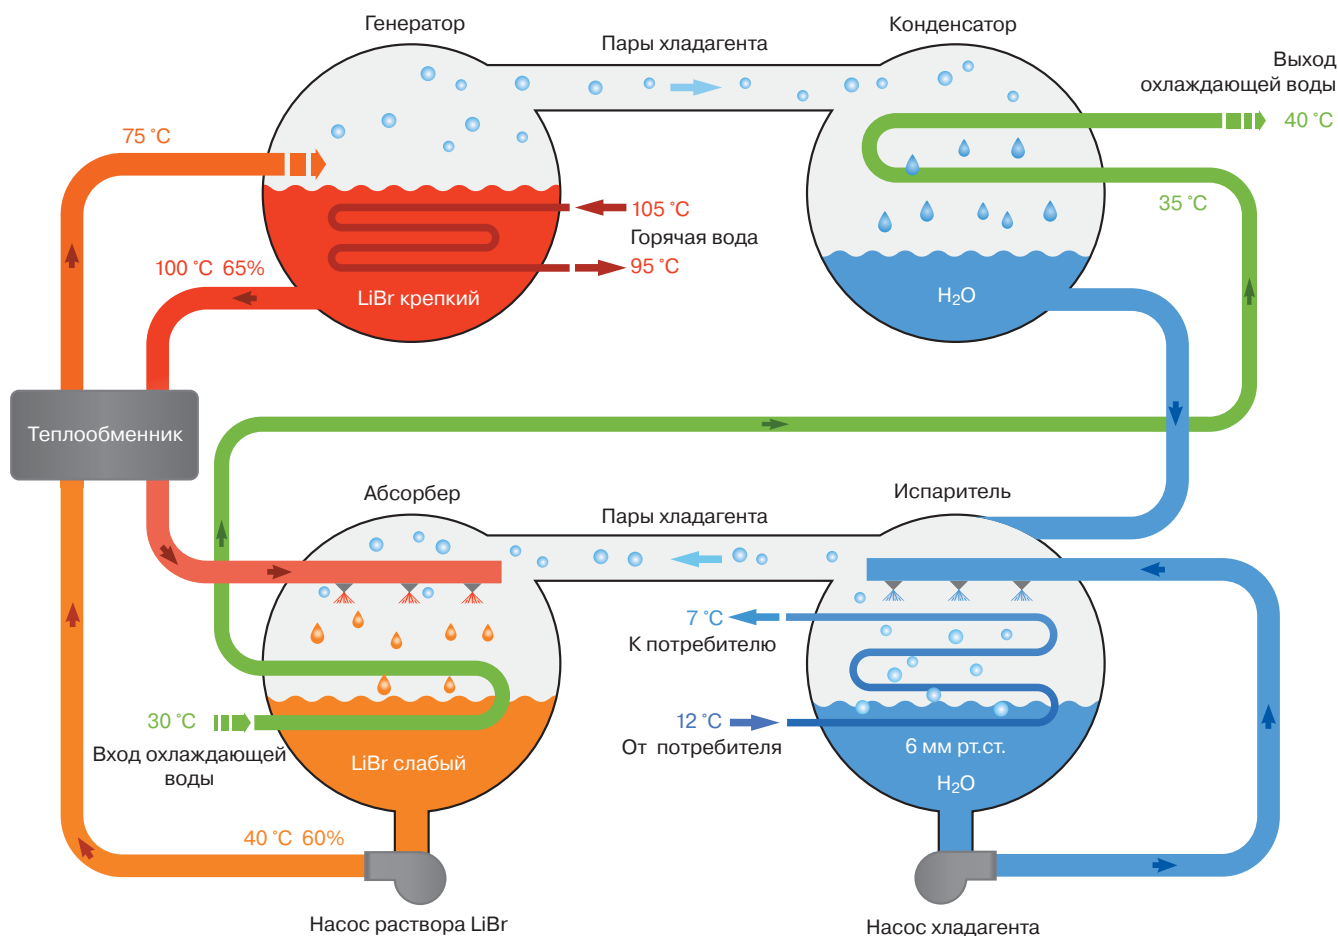 Генератор
Пары хладагента
Конденсатор
Выход
охлаждающей воды
40 °C
75 °C
35 °C
105 °C
Горячая вода
95 °C
100 °C 65%
LiBr крепкий
H₂O
Теплообменник
Абсорбер
Пары хладагента
Испаритель
7 °C
К потребителю
30 °C
Вход охлаждающей
воды
12 °C
От потребителя
LiBr слабый
6 мм рт.ст.
H₂O
40 °C 60%
Насос раствора LiBr
Насос хладагента